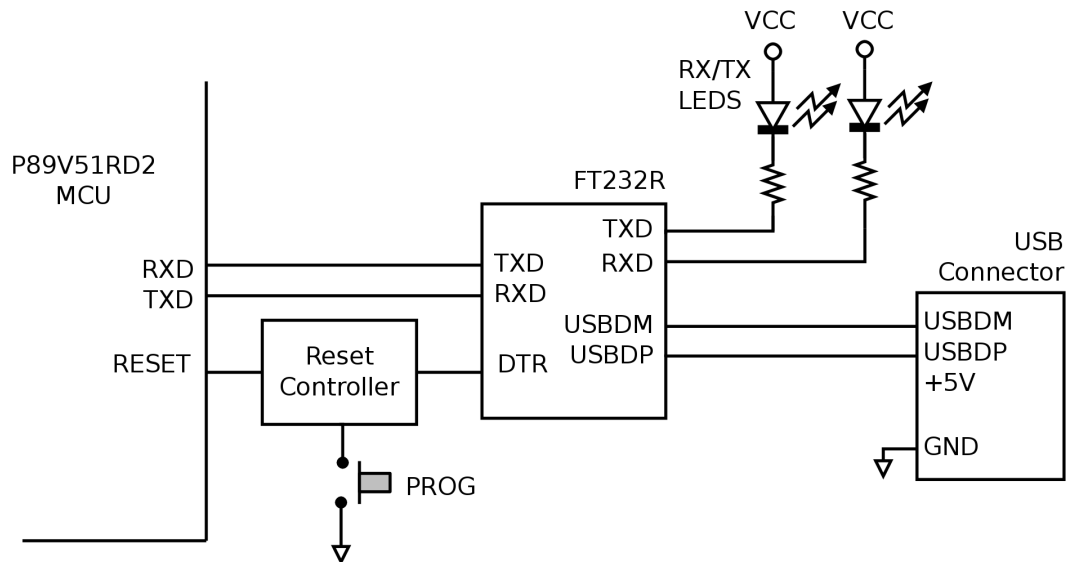 VCC
VCC
RX/TX
LEDS
P89V51RD2
MCU
FT232R
TXD
RXD
USB
Connector
RXD
TXD
TXD
RXD
USBDM
USBDP
USBDM
USBDP
+5V
GND
RESET
Reset
Controller
DTR
PROG